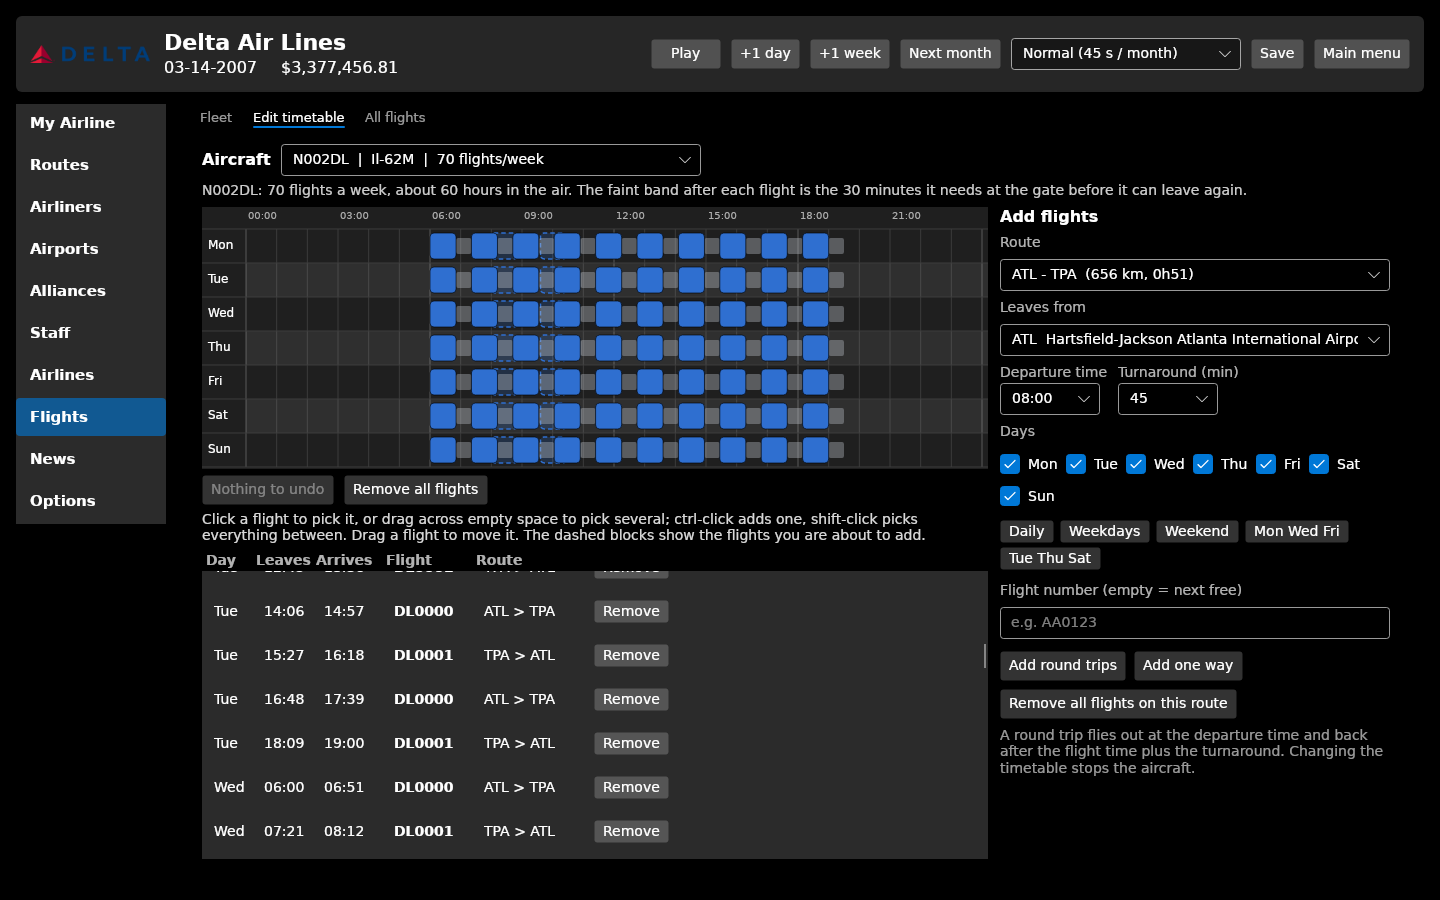 DELTA
Delta Air Lines
03-14-2007 $3,377,456.81
Play +1 day +1 week Next month Normal (45 s / month) Save Main menu
My Airline
Routes
Airliners
Airports
Alliances
Staff
Airlines
Flights
News
Options
Fleet Edit timetable All flights
Aircraft N002DL | Il-62M | 70 flights/week
N002DL: 70 flights a week, about 60 hours in the air. The faint band after each flight is the 30 minutes it needs at the gate before it can leave again.
00:00 03:00 06:00 09:00 12:00 15:00 18:00 21:00
Mon
Tue
Wed
Thu
Fri
Sat
Sun
Nothing to undo Remove all flights
Click a flight to pick it, or drag across empty space to pick several; ctrl-click adds one, shift-click picks
everything between. Drag a flight to move it. The dashed blocks show the flights you are about to add.
Day Leaves Arrives Flight Route
Tue 14:06 14:57 DL0000 ATL > TPA Remove
Tue 15:27 16:18 DL0001 TPA > ATL Remove
Tue 16:48 17:39 DL0000 ATL > TPA Remove
Tue 18:09 19:00 DL0001 TPA > ATL Remove
Wed 06:00 06:51 DL0000 ATL > TPA Remove
Wed 07:21 08:12 DL0001 TPA > ATL Remove
Add flights
Route
ATL - TPA (656 km, 0h51)
Leaves from
ATL Hartsfield-Jackson Atlanta International Airpo
Departure time Turnaround (min)
08:00 45
Days
Mon Tue Wed Thu Fri Sat
Sun
Daily Weekdays Weekend Mon Wed Fri
Tue Thu Sat
Flight number (empty = next free)
e.g. AA0123
Add round trips Add one way
Remove all flights on this route
A round trip flies out at the departure time and back
after the flight time plus the turnaround. Changing the
timetable stops the aircraft.